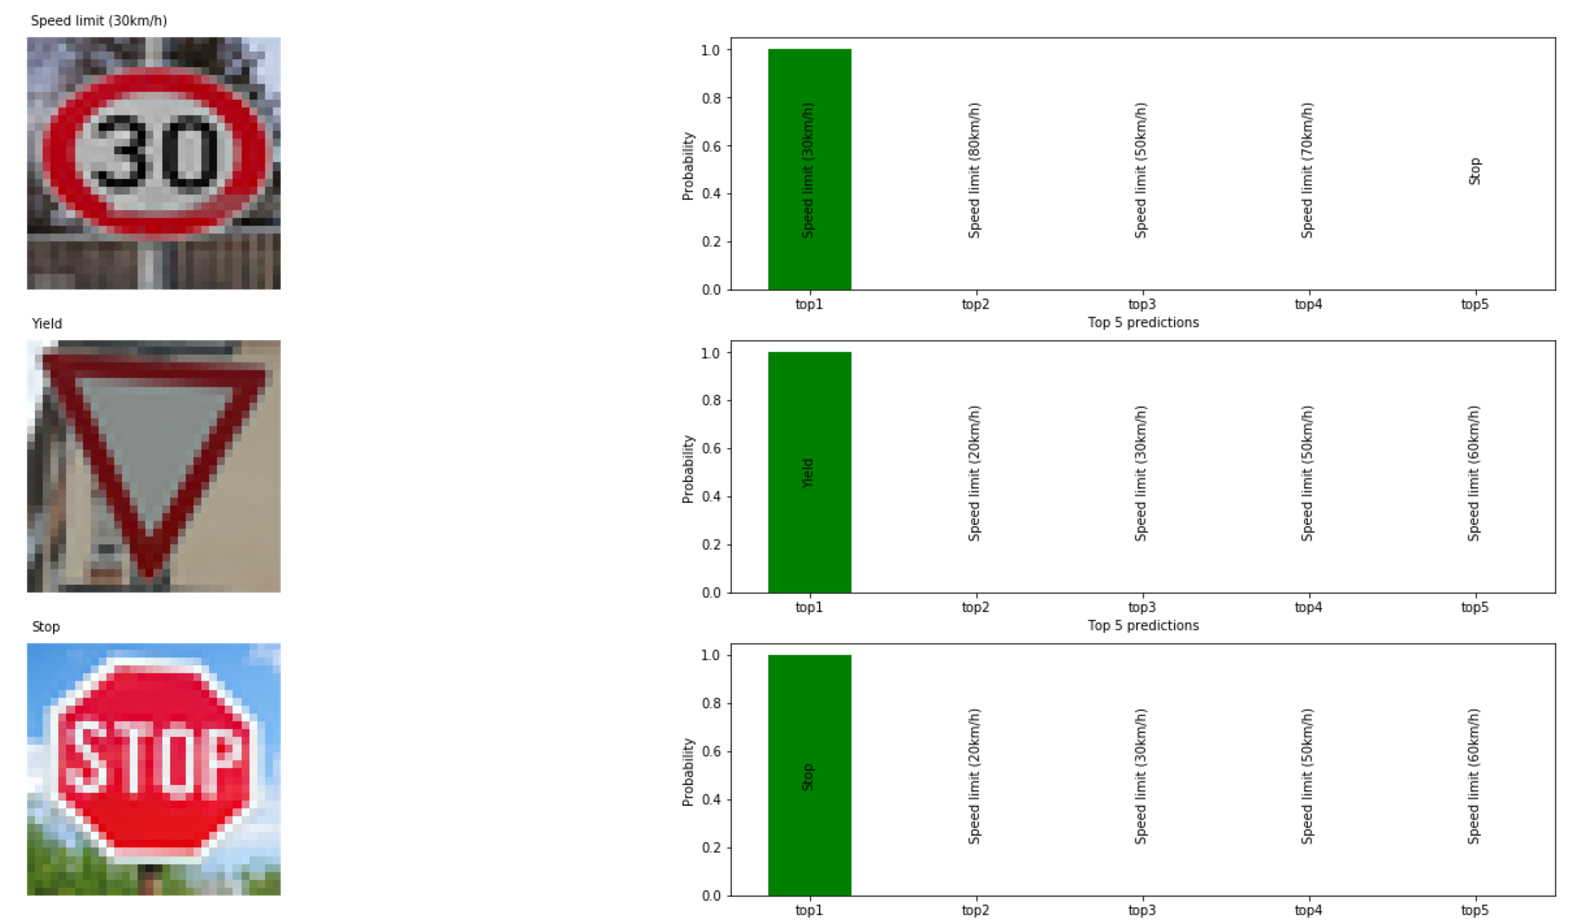 Speed limit (30km/h)
30
Probability
1.0
0.8
0.6
0.4
0.2
0.0
Speed limit (30km/h)
Speed limit (80km/h)
Speed limit (50km/h)
Speed limit (70km/h)
Stop
top1 top2 top3 top4 top5
Top 5 predictions
Yield
Probability
1.0
0.8
0.6
0.4
0.2
0.0
Yield
Speed limit (20km/h)
Speed limit (30km/h)
Speed limit (50km/h)
Speed limit (60km/h)
top1 top2 top3 top4 top5
Top 5 predictions
Stop
STOP
Probability
1.0
0.8
0.6
0.4
0.2
0.0
Stop
Speed limit (20km/h)
Speed limit (30km/h)
Speed limit (50km/h)
Speed limit (60km/h)
top1 top2 top3 top4 top5